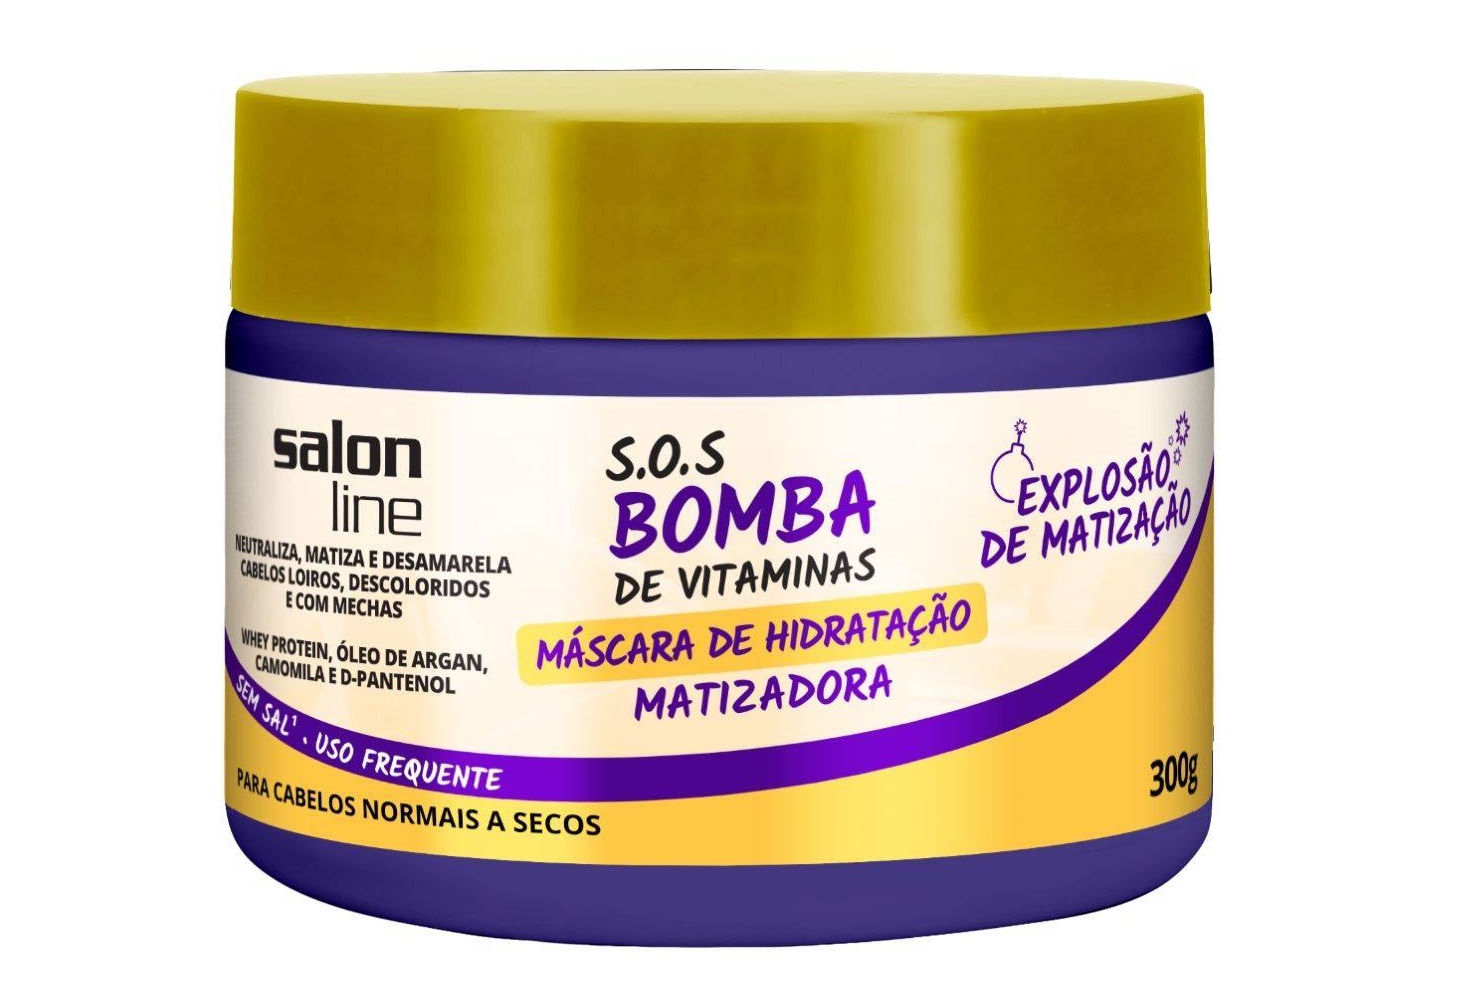 salon
line
NEUTRALIZA, MATIZA E DESAMARELA
CABELOS LOIROS, DESCOLORIDOS
E COM MECHAS
WHEY PROTEIN, ÓLEO DE ARGAN,
CAMOMILA E D-PANTENOL
SEM SAL¹ . USO FREQUENTE
PARA CABELOS NORMAIS A SECOS
S.O.S
BOMBA
DE VITAMINAS
MÁSCARA DE HIDRATAÇÃO
MATIZADORA
EXPLOSÃO
DE MATIZAÇÃO
300g